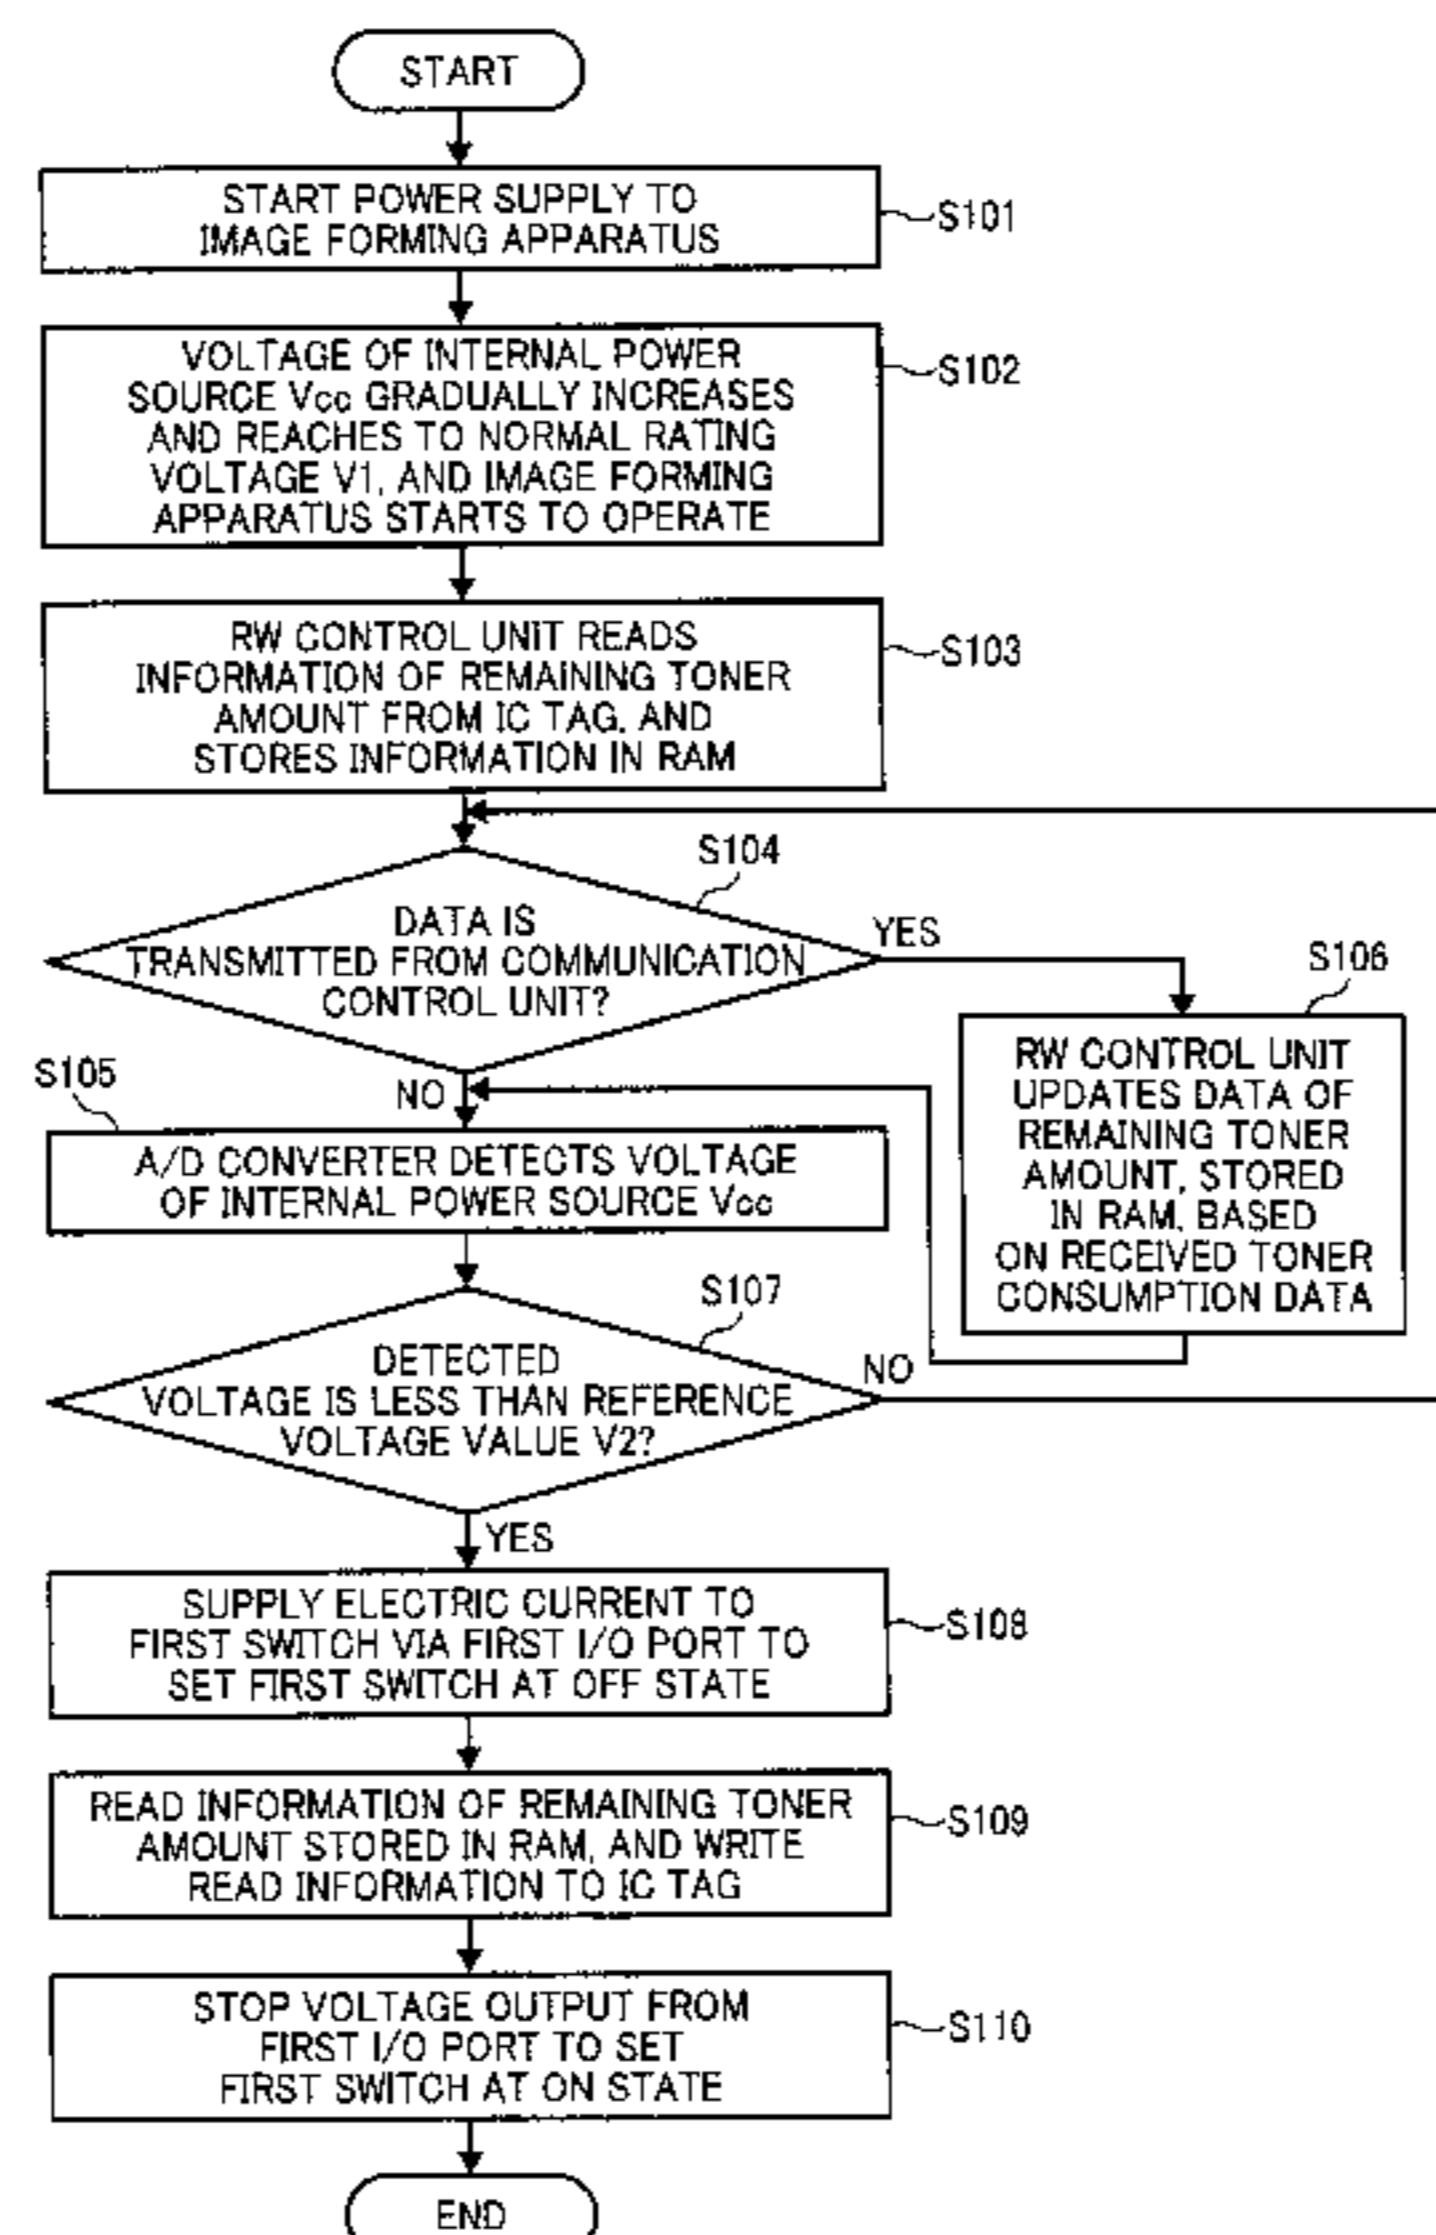 START
START POWER SUPPLY TO
IMAGE FORMING APPARATUS
S101
VOLTAGE OF INTERNAL POWER
SOURCE Vcc GRADUALLY INCREASES
AND REACHES TO NORMAL RATING
VOLTAGE V1, AND IMAGE FORMING
APPARATUS STARTS TO OPERATE
S102
RW CONTROL UNIT READS
INFORMATION OF REMAINING TONER
AMOUNT FROM IC TAG, AND
STORES INFORMATION IN RAM
S103
S104
DATA IS
TRANSMITTED FROM COMMUNICATION
CONTROL UNIT?
YES
S106
RW CONTROL UNIT
UPDATES DATA OF
REMAINING TONER
AMOUNT, STORED
IN RAM, BASED
ON RECEIVED TONER
CONSUMPTION DATA
NO
S105
A/D CONVERTER DETECTS VOLTAGE
OF INTERNAL POWER SOURCE Vcc
S107
DETECTED
VOLTAGE IS LESS THAN REFERENCE
VOLTAGE VALUE V2?
NO
YES
SUPPLY ELECTRIC CURRENT TO
FIRST SWITCH VIA FIRST I/O PORT TO
SET FIRST SWITCH AT OFF STATE
S108
READ INFORMATION OF REMAINING TONER
AMOUNT STORED IN RAM, AND WRITE
READ INFORMATION TO IC TAG
S109
STOP VOLTAGE OUTPUT FROM
FIRST I/O PORT TO SET
FIRST SWITCH AT ON STATE
S110
END